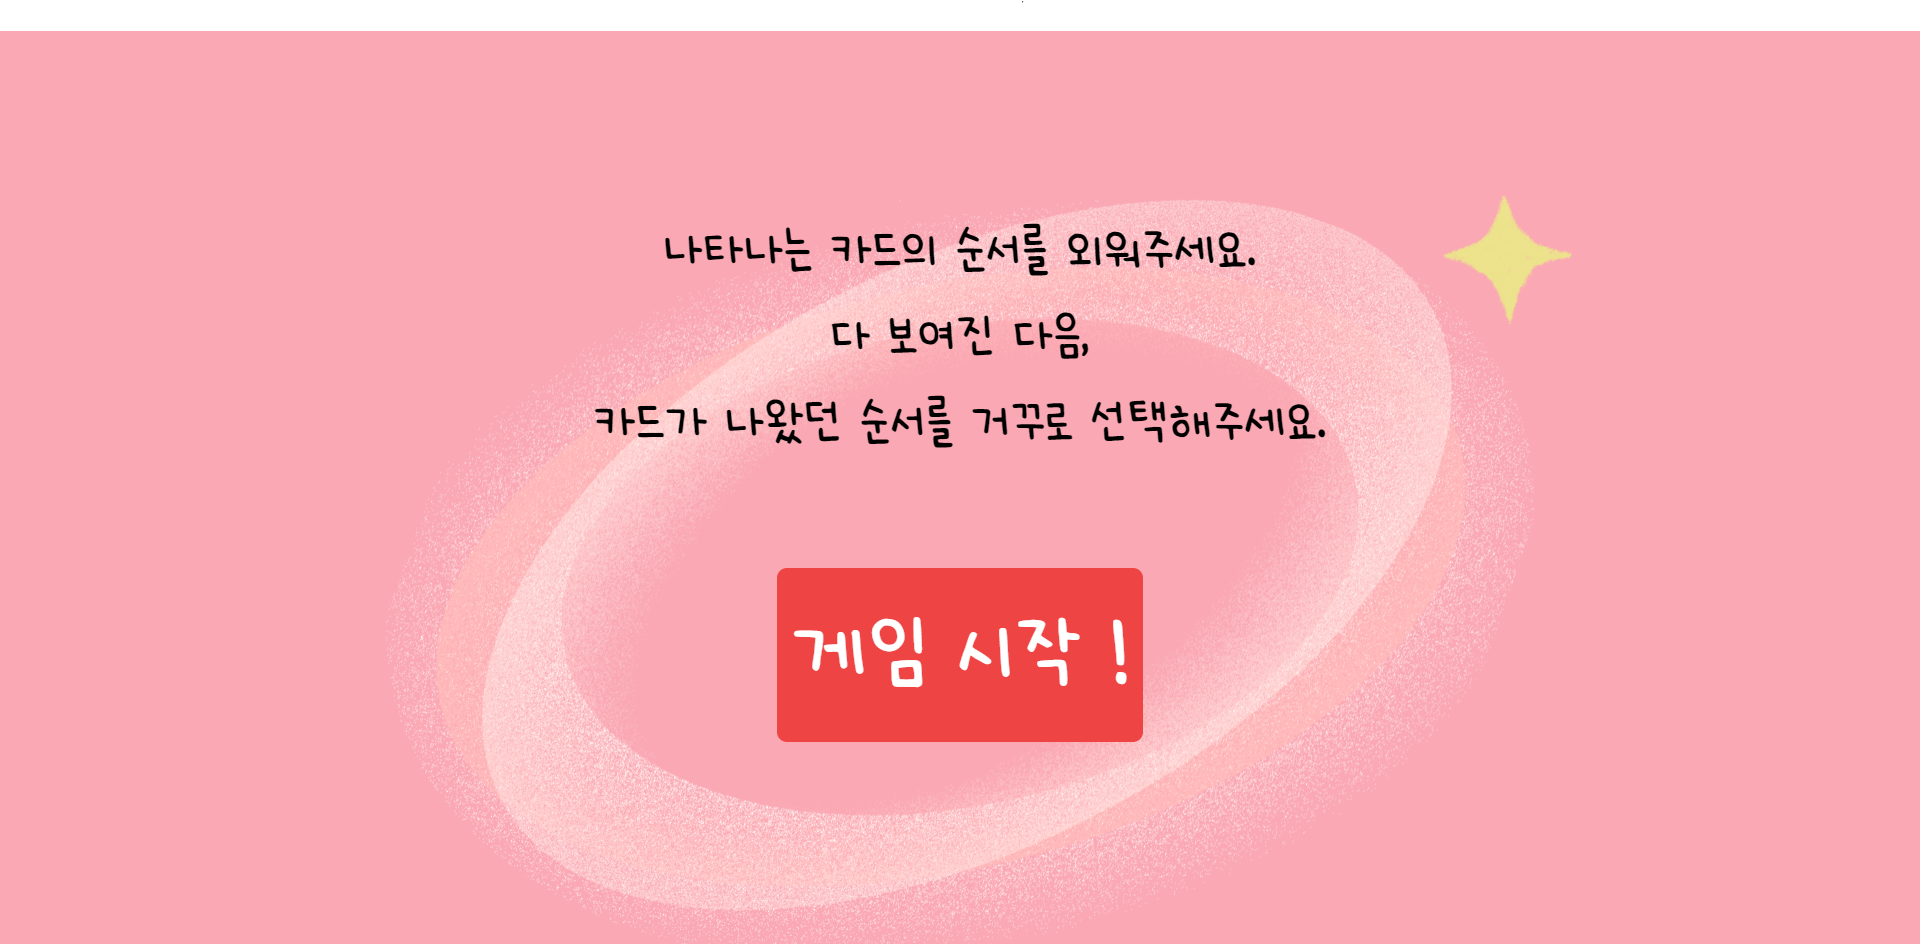 나타나는 카드의 순서를 외워주세요.
다 보여진 다음,
카드가 나왔던 순서를 거꾸로 선택해주세요.
게임 시작 !